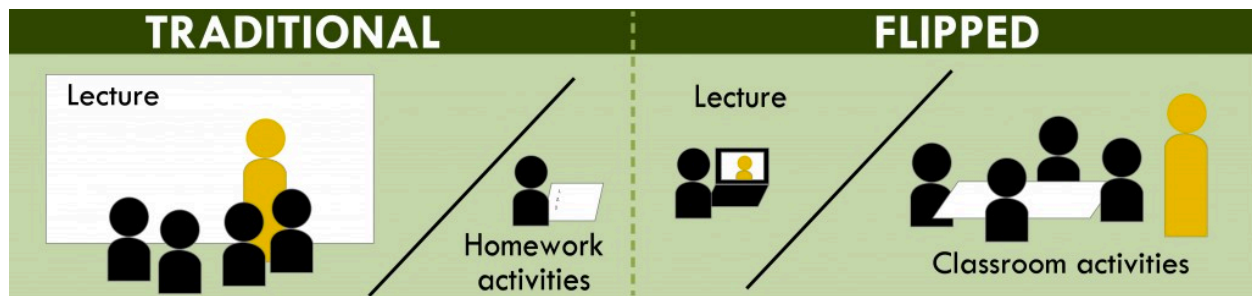 TRADITIONAL
Lecture
Homework
activities
FLIPPED
Lecture
Classroom activities